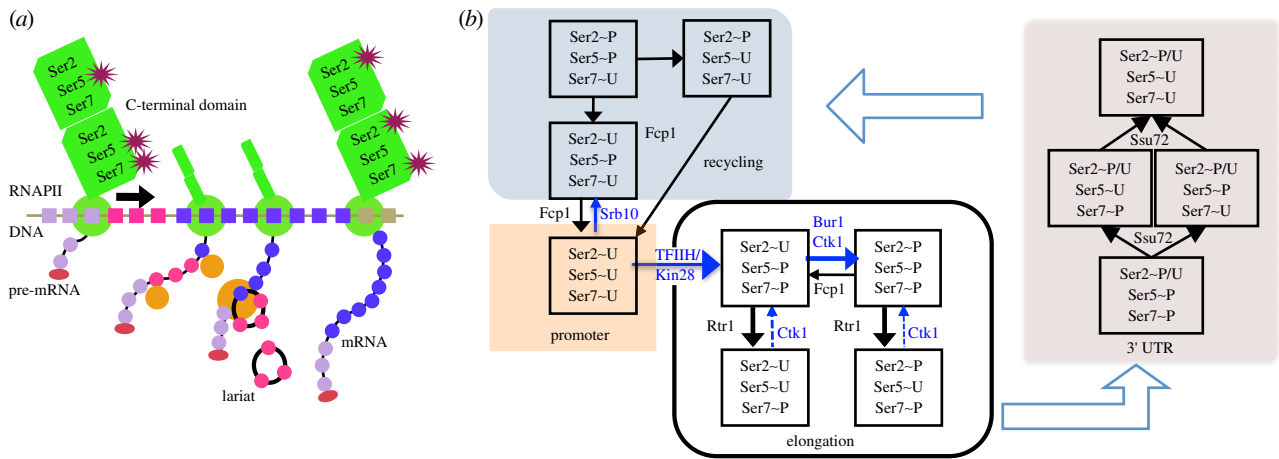 (a)
Ser2
Ser5
Ser7
Ser2
Ser5
Ser7
C-terminal domain
Ser2
Ser5
Ser7
Ser2
Ser5
Ser7
RNAPII
DNA
pre-mRNA
lariat
mRNA
(b)
Ser2~P
Ser5~P
Ser7~U
Ser2~P
Ser5~U
Ser7~U
Ser2~U
Ser5~P
Ser7~U
Fcp1
recycling
Fcp1
Srb10
Ser2~U
Ser5~U
Ser7~U
promoter
TFIIH/
Kin28
Ser2~U
Ser5~P
Ser7~P
Bur1
Ctk1
Fcp1
Ser2~P
Ser5~P
Ser7~P
Rtr1
Ctk1
Rtr1
Ctk1
Ser2~U
Ser5~U
Ser7~P
Ser2~P
Ser5~U
Ser7~P
elongation
Ser2~P/U
Ser5~U
Ser7~U
Ssu72
Ser2~P/U
Ser5~U
Ser7~P
Ser2~P/U
Ser5~P
Ser7~U
Ssu72
Ser2~P/U
Ser5~P
Ser7~P
3' UTR